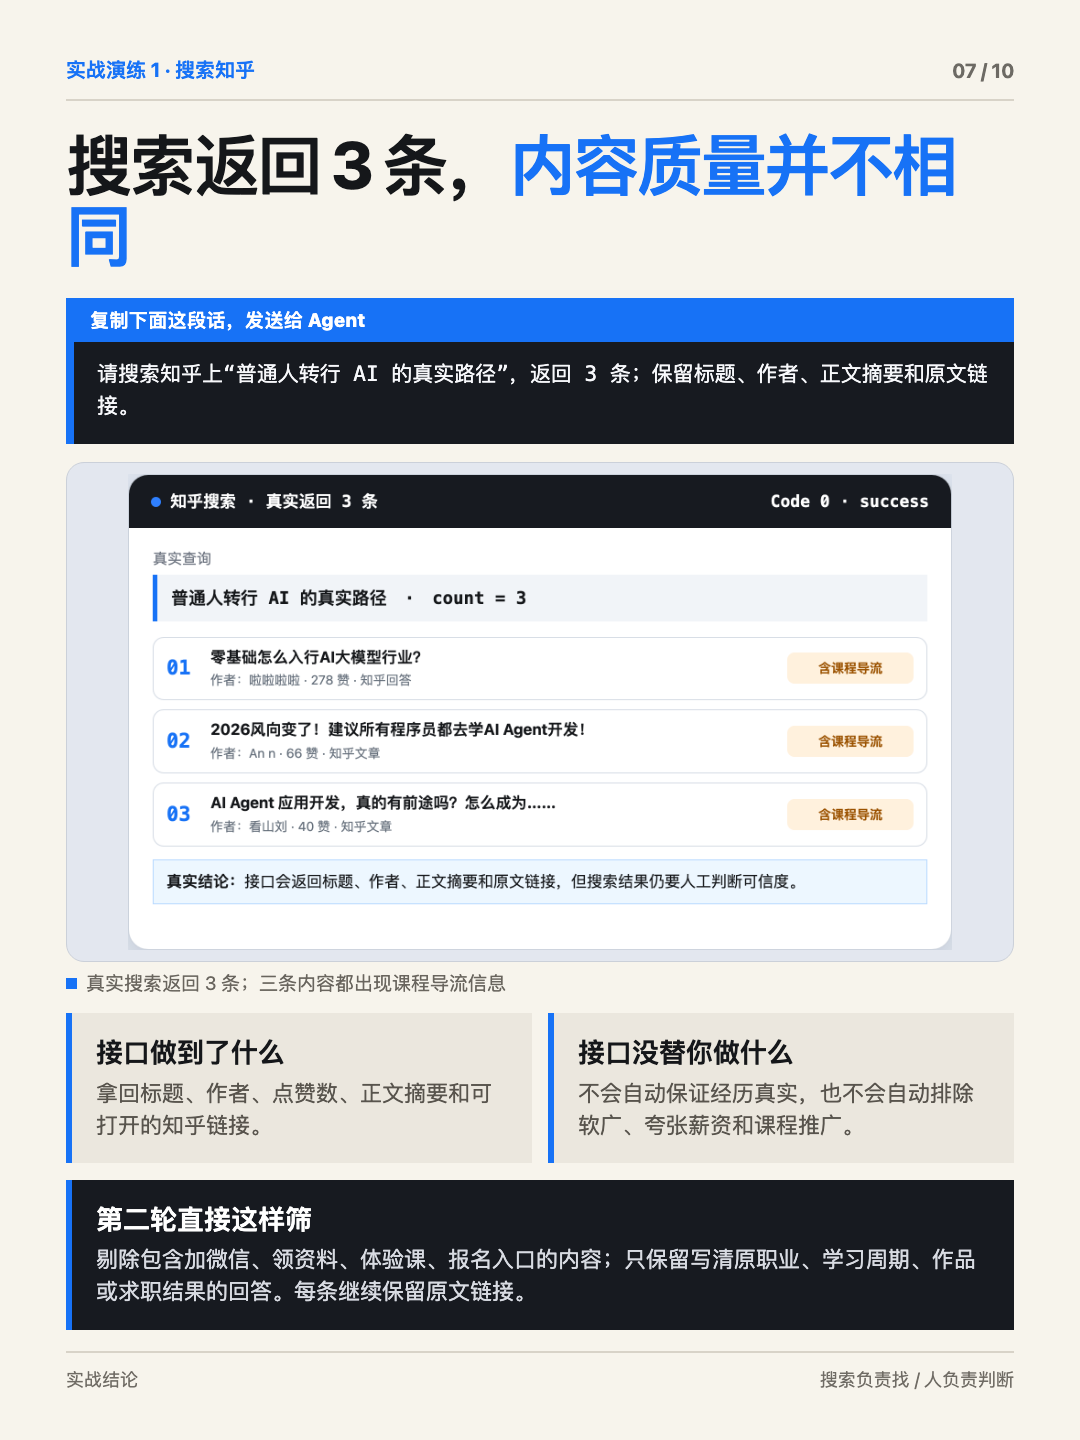 实战演练 1 · 搜索知乎
07 / 10
搜索返回 3 条，内容质量并不相
同
复制下面这段话，发送给 Agent
请搜索知乎上“普通人转行 AI 的真实路径”，返回 3 条；保留标题、作者、正文摘要和原文链
接。
知乎搜索 · 真实返回 3 条
Code 0 · success
真实查询
普通人转行 AI 的真实路径 · count = 3
01
零基础怎么入行AI大模型行业？
作者：啦啦啦啦 · 278 赞 · 知乎回答
含课程导流
02
2026风向变了！建议所有程序员都去学AI Agent开发！
作者：An n · 66 赞 · 知乎文章
含课程导流
03
AI Agent 应用开发，真的有前途吗？怎么成为……
作者：看山刘 · 40 赞 · 知乎文章
含课程导流
真实结论：接口会返回标题、作者、正文摘要和原文链接，但搜索结果仍要人工判断可信度。
真实搜索返回 3 条；三条内容都出现课程导流信息
接口做到了什么
拿回标题、作者、点赞数、正文摘要和可
打开的知乎链接。
接口没替你做什么
不会自动保证经历真实，也不会自动排除
软广、夸张薪资和课程推广。
第二轮直接这样筛
剔除包含加微信、领资料、体验课、报名入口的内容；只保留写清原职业、学习周期、作品
或求职结果的回答。每条继续保留原文链接。
实战结论
搜索负责找 / 人负责判断